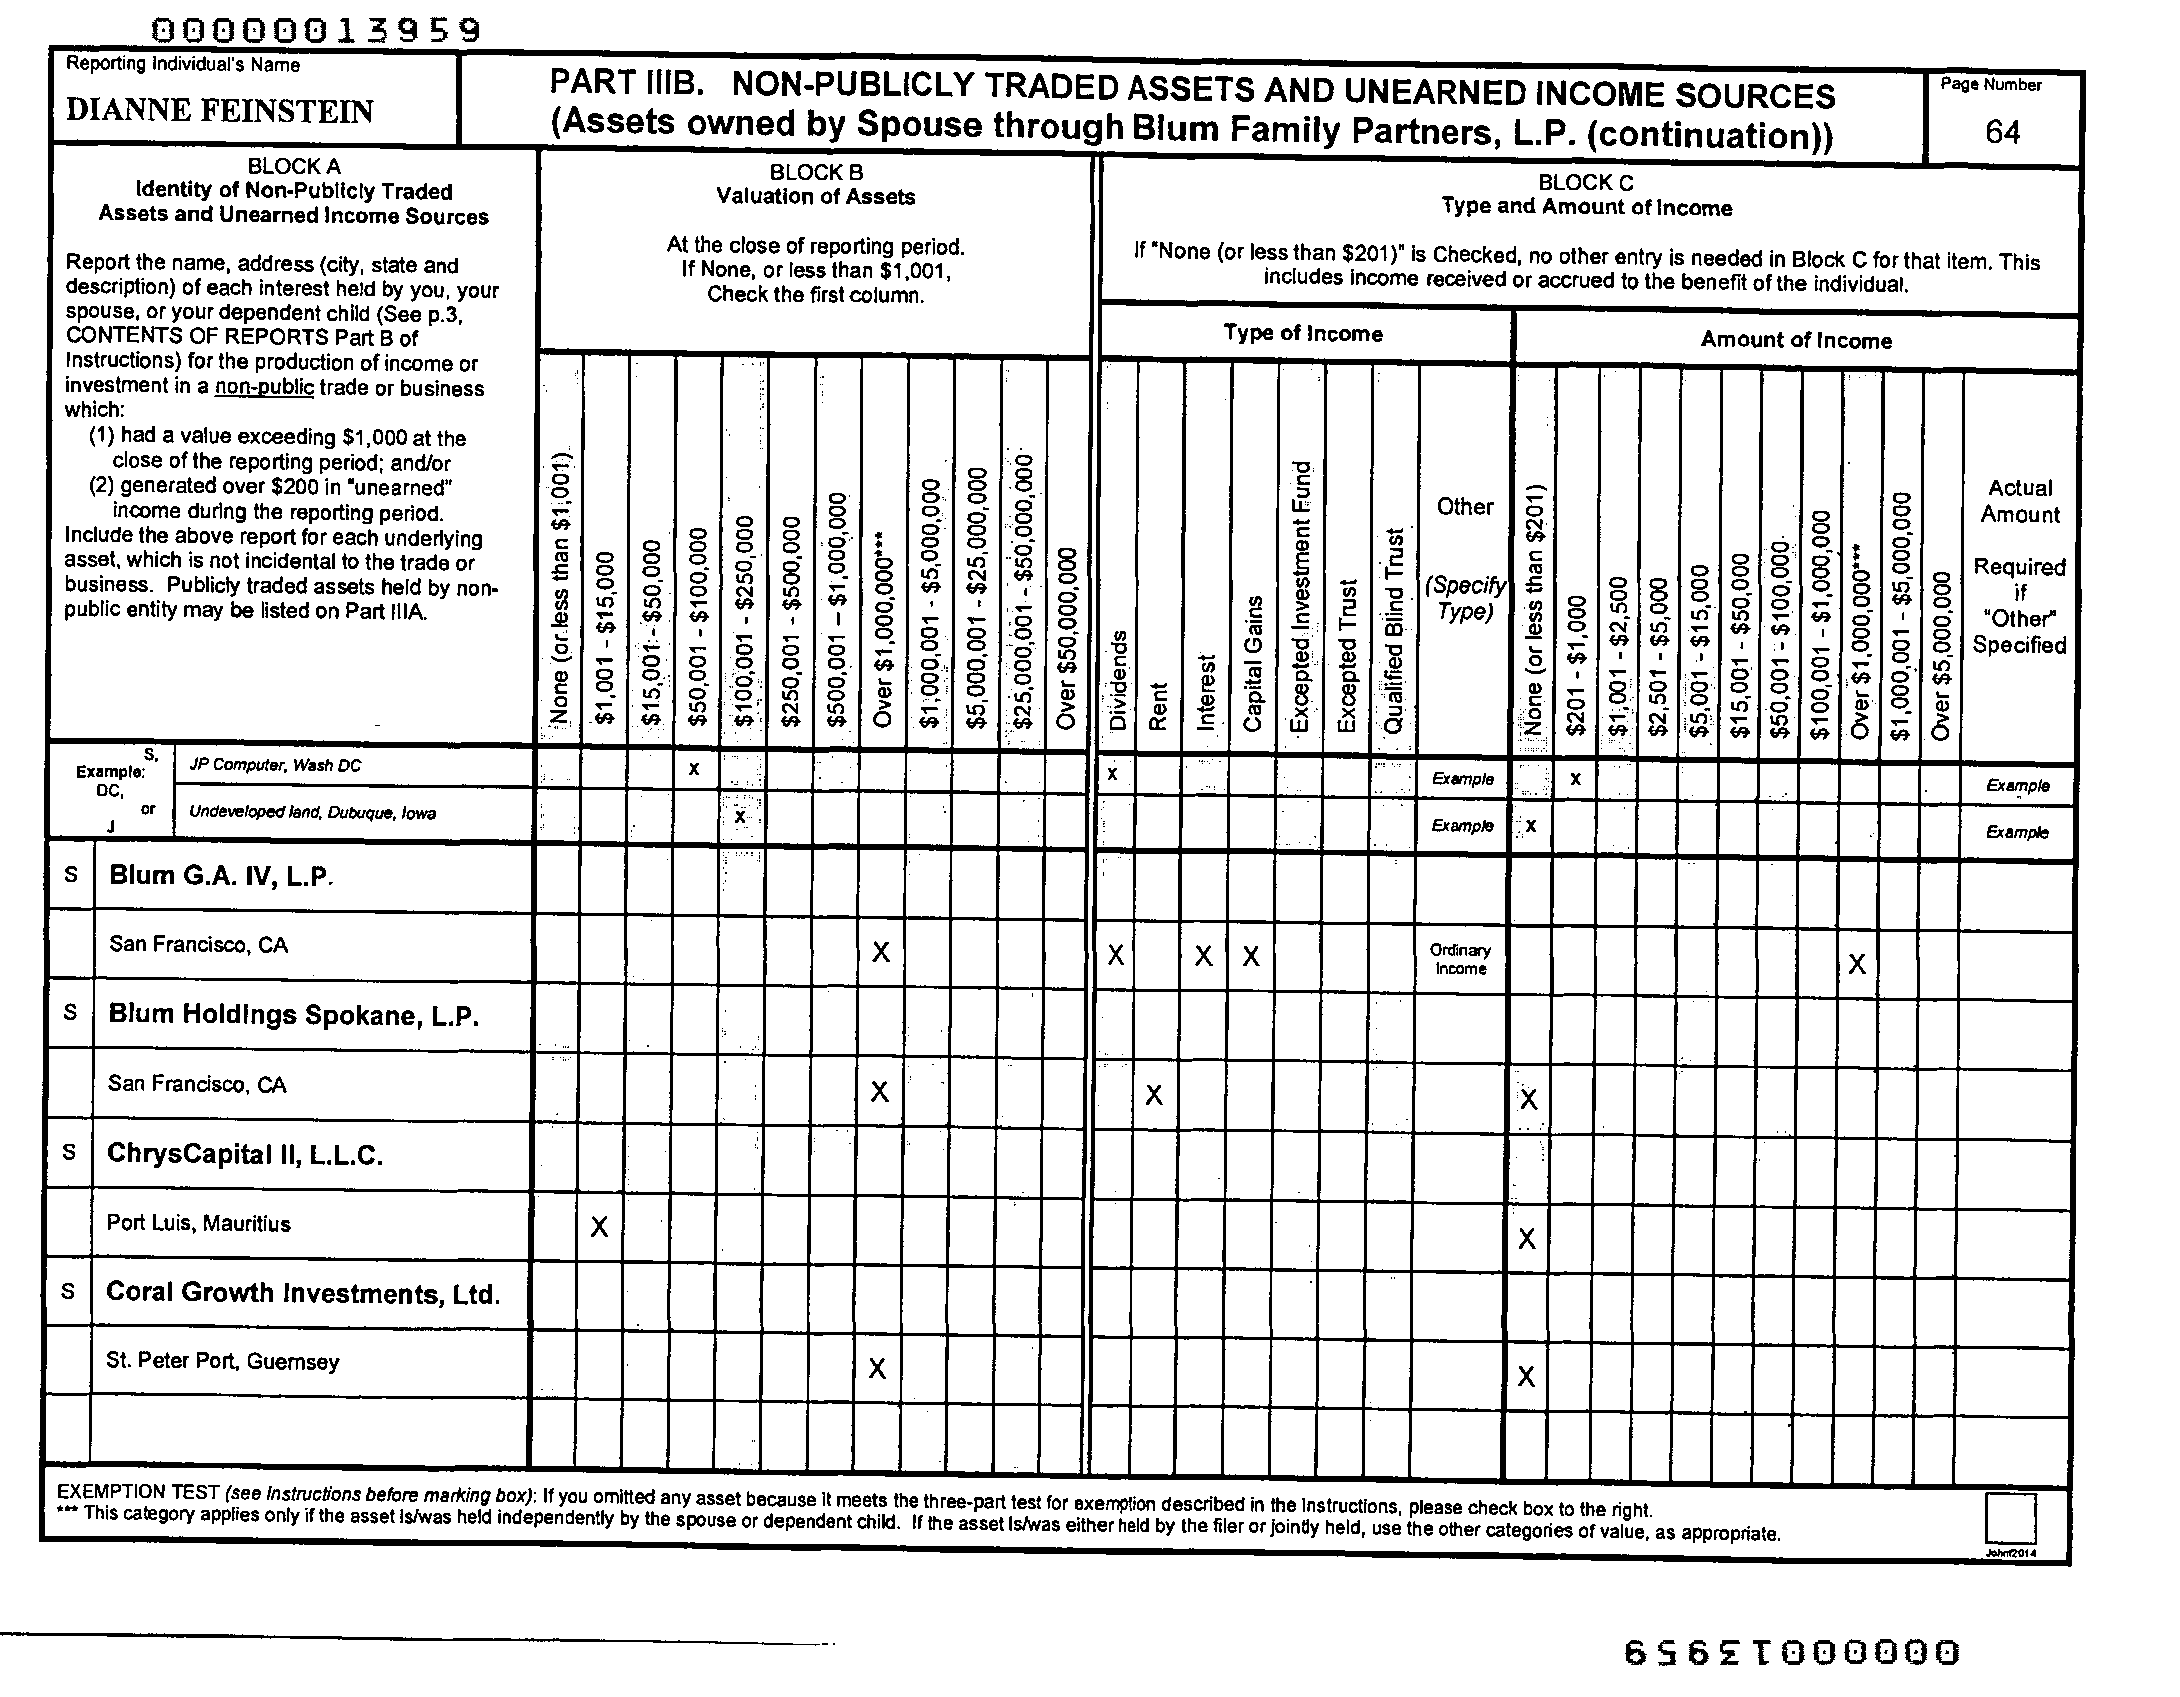 00000013959
Reporting Individual's Name
DIANNE FEINSTEIN
PART IIIB. NON-PUBLICLY TRADED ASSETS AND UNEARNED INCOME SOURCES
(Assets owned by Spouse through Blum Family Partners, L.P. (continuation))
Page Number
64
BLOCK A
Identity of Non-Publicly Traded
Assets and Unearned Income Sources
Report the name, address (city, state and
description) of each interest held by you, your
spouse, or your dependent child (See p.3,
CONTENTS OF REPORTS Part B of
Instructions) for the production of income or
investment in a non-public trade or business
which:
(1) had a value exceeding $1,000 at the
close of the reporting period; and/or
(2) generated over $200 in "unearned"
income during the reporting period.
Include the above report for each underlying
asset, which is not incidental to the trade or
business. Publicly traded assets held by non-
public entity may be listed on Part IIIA.
BLOCK B
Valuation of Assets
At the close of reporting period.
If None, or less than $1,001,
Check the first column.
None (or less than $1,001)
$1,001 - $15,000
$15,001 - $50,000
$50,001 - $100,000
$100,001 - $250,000
$250,001 - $500,000
$500,001 – $1,000,000
Over $1,000,000***
$1,000,001 - $5,000,000
$5,000,001 - $25,000,000
$25,000,001 - $50,000,000
Over $50,000,000
BLOCK C
Type and Amount of Income
If "None (or less than $201)" is Checked, no other entry is needed in Block C for that item. This
includes income received or accrued to the benefit of the individual.
Type of Income
Dividends
Rent
Interest
Capital Gains
Excepted Investment Fund
Excepted Trust
Qualified Blind Trust
Other
(Specify
Type)
Amount of Income
None (or less than $201)
$201 - $1,000
$1,001 - $2,500
$2,501 - $5,000
$5,001 - $15,000
$15,001 - $50,000
$50,001 - $100,000
$100,001 - $1,000,000
Over $1,000,000***
$1,000,001 - $5,000,000
Over $5,000,000
Actual
Amount
Required
if
"Other"
Specified
Example: S,
DC,
or
J
JP Computer, Wash DC X X Example X Example
Undeveloped land, Dubuque, Iowa X Example X Example
S Blum G.A. IV, L.P.
San Francisco, CA X X X X Ordinary Income X
S Blum Holdings Spokane, L.P.
San Francisco, CA X X X
S ChrysCapital II, L.L.C.
Port Luis, Mauritius X X
S Coral Growth Investments, Ltd.
St. Peter Port, Guernsey X X
EXEMPTION TEST (see Instructions before marking box): If you omitted any asset because it meets the three-part test for exemption described in the Instructions, please check box to the right.
*** This category applies only if the asset is/was held independently by the spouse or dependent child. If the asset is/was either held by the filer or jointly held, use the other categories of value, as appropriate.
Johnf2014
00000013959